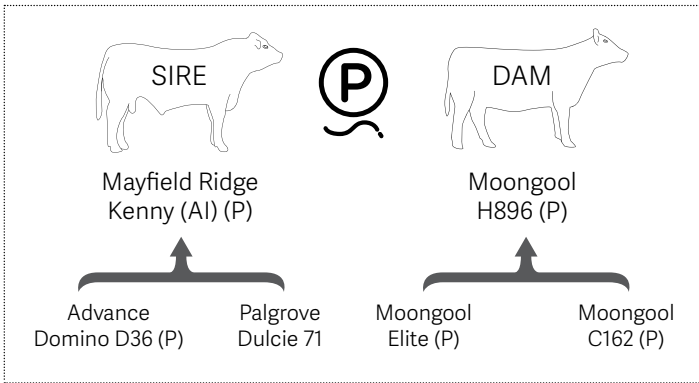 SIRE
P
DAM
Mayfield Ridge
Kenny (AI) (P)
Moongool
H896 (P)
Advance
Domino D36 (P)
Palgrove
Dulcie 71
Moongool
Elite (P)
Moongool
C162 (P)